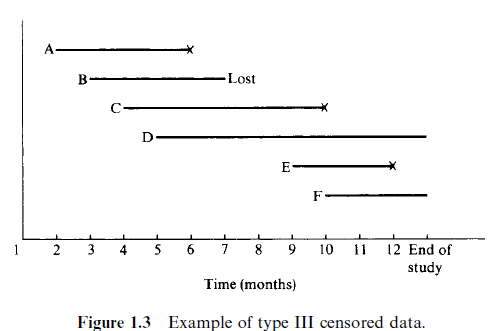 A
B Lost
C
D
E
F
1 2 3 4 5 6 7 8 9 10 11 12 End of
study
Time (months)
Figure 1.3 Example of type III censored data.